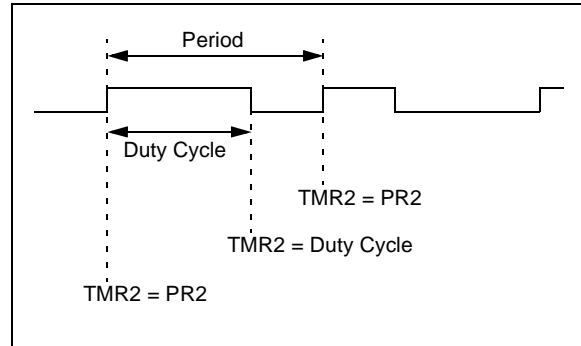 Period
Duty Cycle
TMR2 = PR2
TMR2 = Duty Cycle
TMR2 = PR2